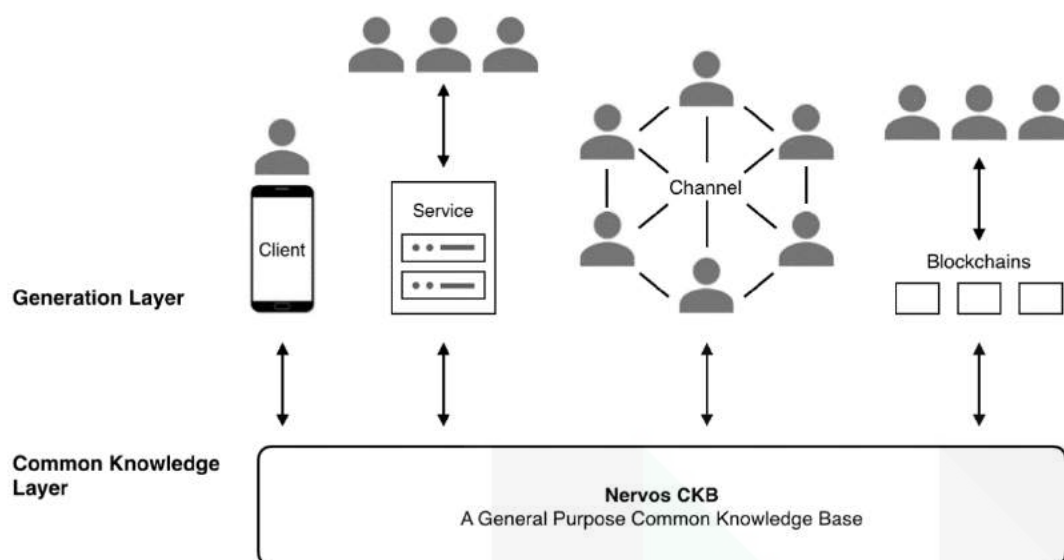 Client
Service
Channel
Blockchains
Generation Layer
Common Knowledge
Layer
Nervos CKB
A General Purpose Common Knowledge Base